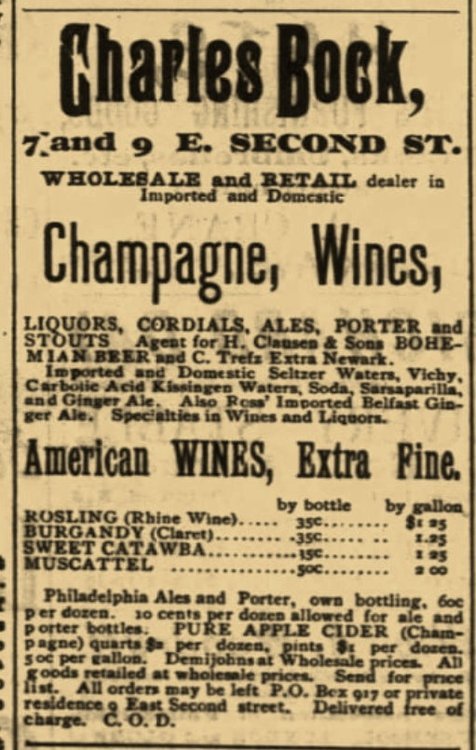 Charles Bock,
7 and 9 E. SECOND ST.
WHOLESALE and RETAIL dealer in
Imported and Domestic
Champagne, Wines,
LIQUORS, CORDIALS, ALES, PORTER and
STOUTS Agent for H. Clausen & Sons BOHE-
MIAN BEER and C. Trefz Extra Newark.
Imported and Domestic Seltzer Waters, Vichy,
Carbolic Acid Kissingen Waters, Soda, Sarsaparilla,
and Ginger Ale. Also Ross' Imported Belfast Gin-
ger Ale. Specialties in Wines and Liquors.
American WINES, Extra Fine.
by bottle by gallon
ROSLING (Rhine Wine)..... 35c........ $1 25
BURGANDY (Claret)......... .35c........ 1.25
SWEET CATAWBA.......... 15c........ 1 25
MUSCATTEL ............... 50c........ 2 00
Philadelphia Ales and Porter, own bottling, 60c
per dozen. 10 cents per dozen allowed for ale and
porter bottles. PURE APPLE CIDER (Cham-
pagne) quarts $2 per dozen, pints $1 per dozen.
50c per gallon. Demijohns at Wholesale prices. All
goods retailed at wholesale prices. Send for price
list. All orders may be left P.O. Box 917 or private
residence 9 East Second street. Delivered free of
charge. C. O. D.